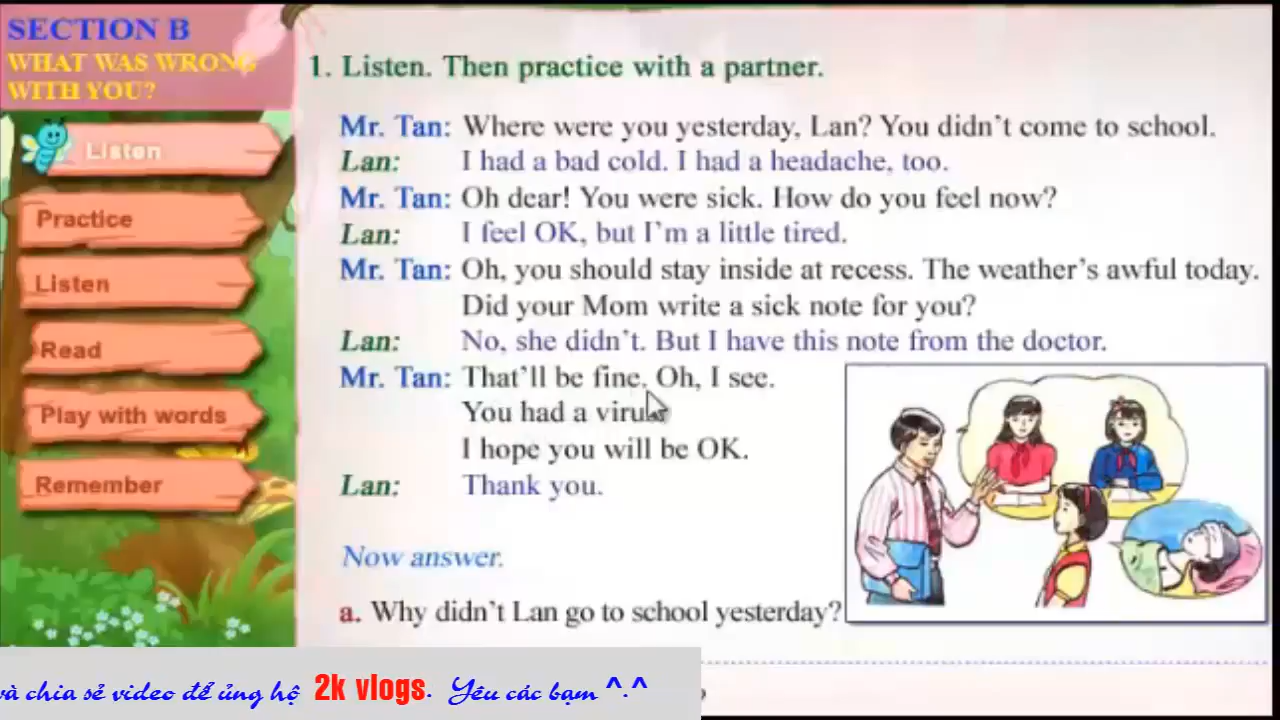 SECTION B
WHAT WAS WRONG
WITH YOU?
Listen
Practice
Listen
Read
Play with words
Remember
1. Listen. Then practice with a partner.
Mr. Tan: Where were you yesterday, Lan? You didn't come to school.
Lan: I had a bad cold. I had a headache, too.
Mr. Tan: Oh dear! You were sick. How do you feel now?
Lan: I feel OK, but I'm a little tired.
Mr. Tan: Oh, you should stay inside at recess. The weather's awful today.
Did your Mom write a sick note for you?
Lan: No, she didn't. But I have this note from the doctor.
Mr. Tan: That'll be fine. Oh, I see.
You had a virus
I hope you will be OK.
Lan: Thank you.
Now answer.
a. Why didn't Lan go to school yesterday?
và chia sẻ video để ủng hộ 2k vlogs. Yêu các bạm ^.^